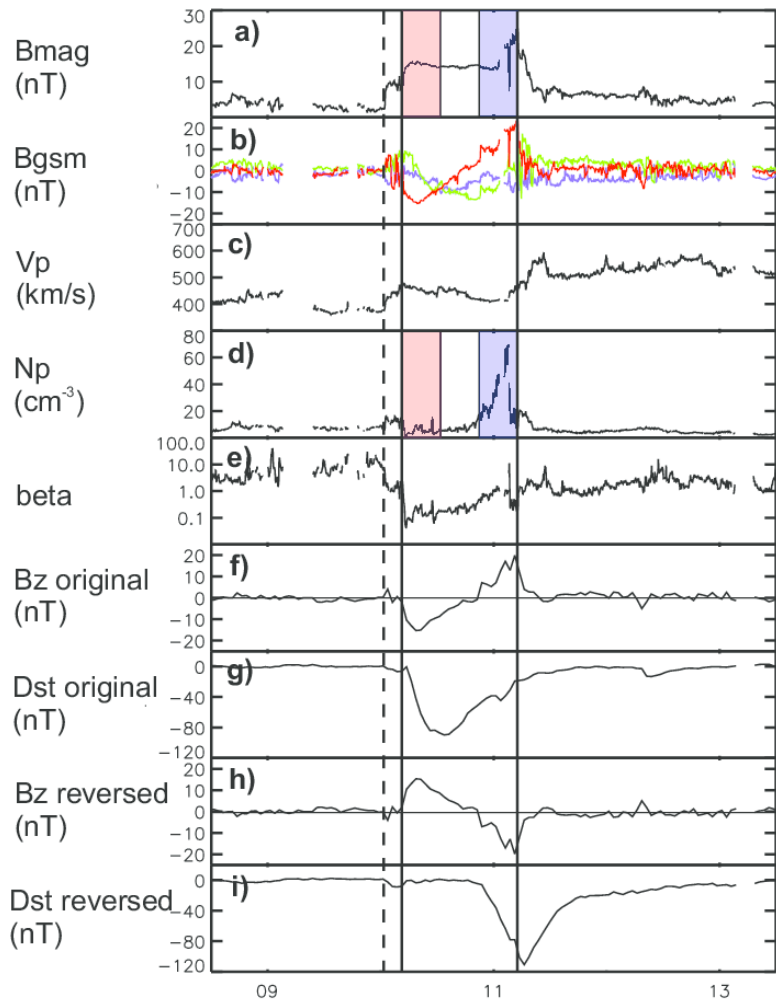 a)
Bmag
(nT)
30
20
10
b)
Bgsm
(nT)
20
10
0
−10
−20
c)
Vp
(km/s)
700
600
500
400
d)
Np
(cm-3)
80
60
40
20
e)
beta
100.0
10.0
1.0
0.1
f)
Bz original
(nT)
20
10
0
−10
−20
g)
Dst original
(nT)
0
−40
−80
−120
h)
Bz reversed
(nT)
20
10
0
−10
−20
i)
Dst reversed
(nT)
0
−40
−80
−120
09
11
13